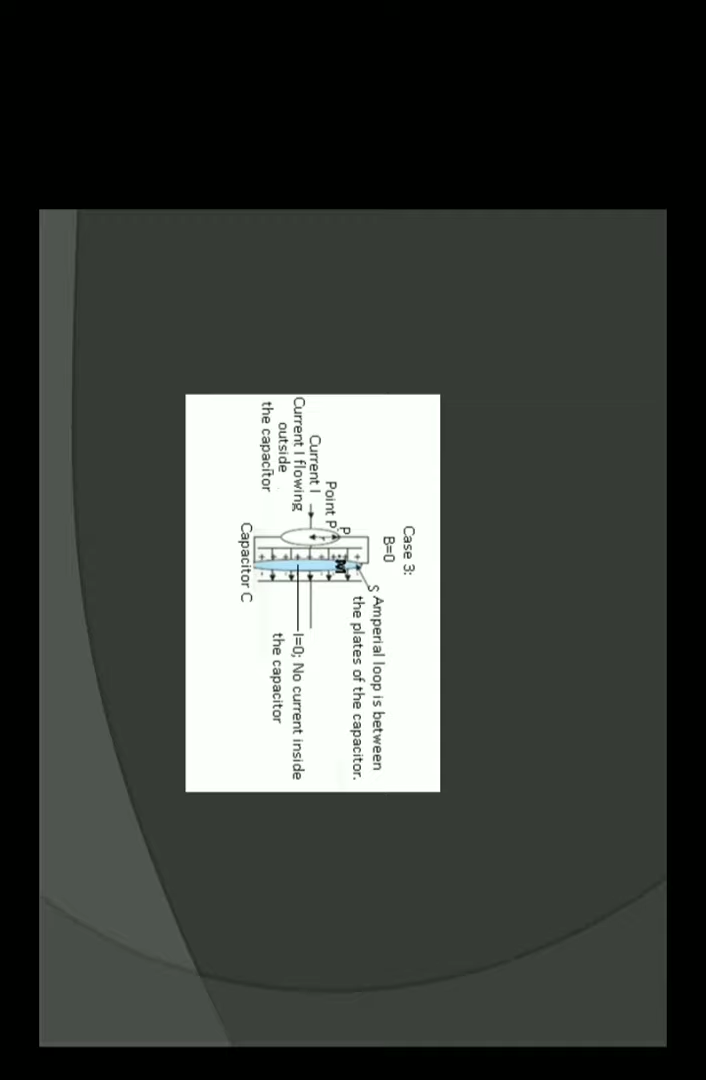 Case 3:
B=0
S Amperial loop is between
the plates of the capacitor.
P
Point P
r
M
Current I
Current I flowing
outside
the capacitor
I=0; No current inside
the capacitor
Capacitor C